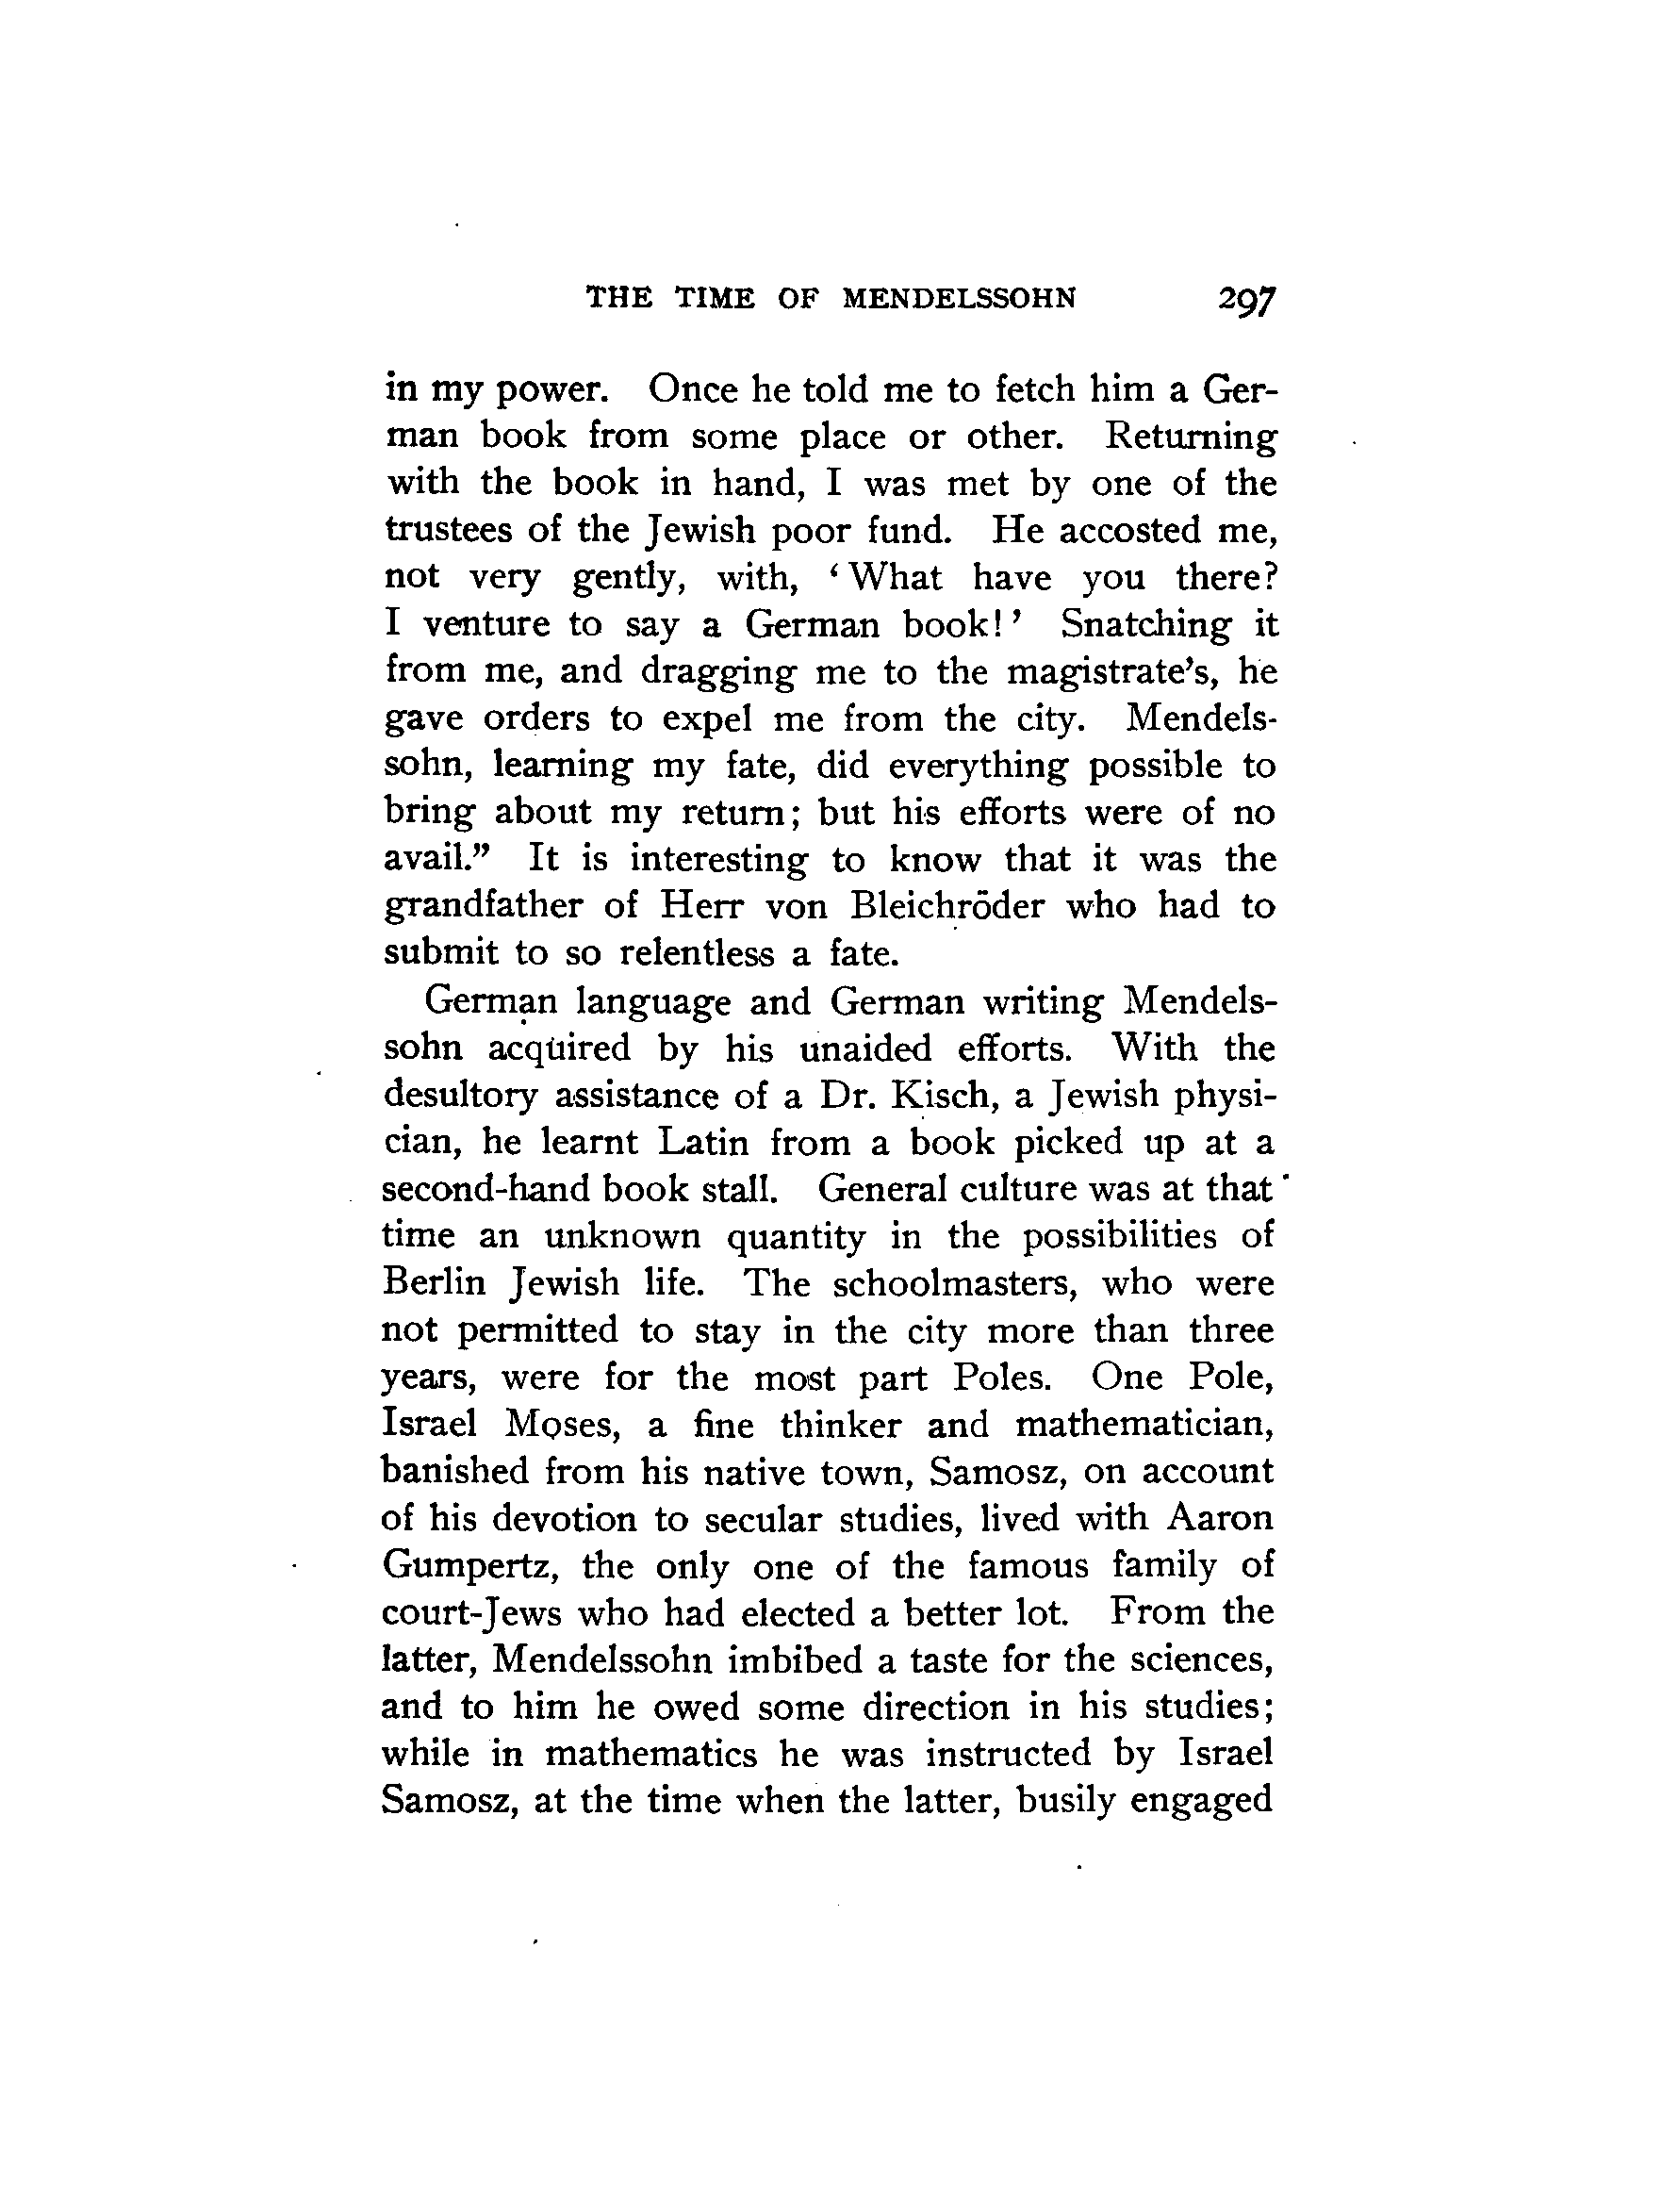 THE TIME OF MENDELSSOHN 297
in my power. Once he told me to fetch him a Ger-
man book from some place or other. Returning
with the book in hand, I was met by one of the
trustees of the Jewish poor fund. He accosted me,
not very gently, with, ‘What have you there?
I venture to say a German book!’ Snatching it
from me, and dragging me to the magistrate’s, he
gave orders to expel me from the city. Mendels-
sohn, learning my fate, did everything possible to
bring about my return; but his efforts were of no
avail.” It is interesting to know that it was the
grandfather of Herr von Bleichröder who had to
submit to so relentless a fate.
German language and German writing Mendels-
sohn acquired by his unaided efforts. With the
desultory assistance of a Dr. Kisch, a Jewish physi-
cian, he learnt Latin from a book picked up at a
second-hand book stall. General culture was at that
time an unknown quantity in the possibilities of
Berlin Jewish life. The schoolmasters, who were
not permitted to stay in the city more than three
years, were for the most part Poles. One Pole,
Israel Moses, a fine thinker and mathematician,
banished from his native town, Samosz, on account
of his devotion to secular studies, lived with Aaron
Gumpertz, the only one of the famous family of
court-Jews who had elected a better lot. From the
latter, Mendelssohn imbibed a taste for the sciences,
and to him he owed some direction in his studies;
while in mathematics he was instructed by Israel
Samosz, at the time when the latter, busily engaged